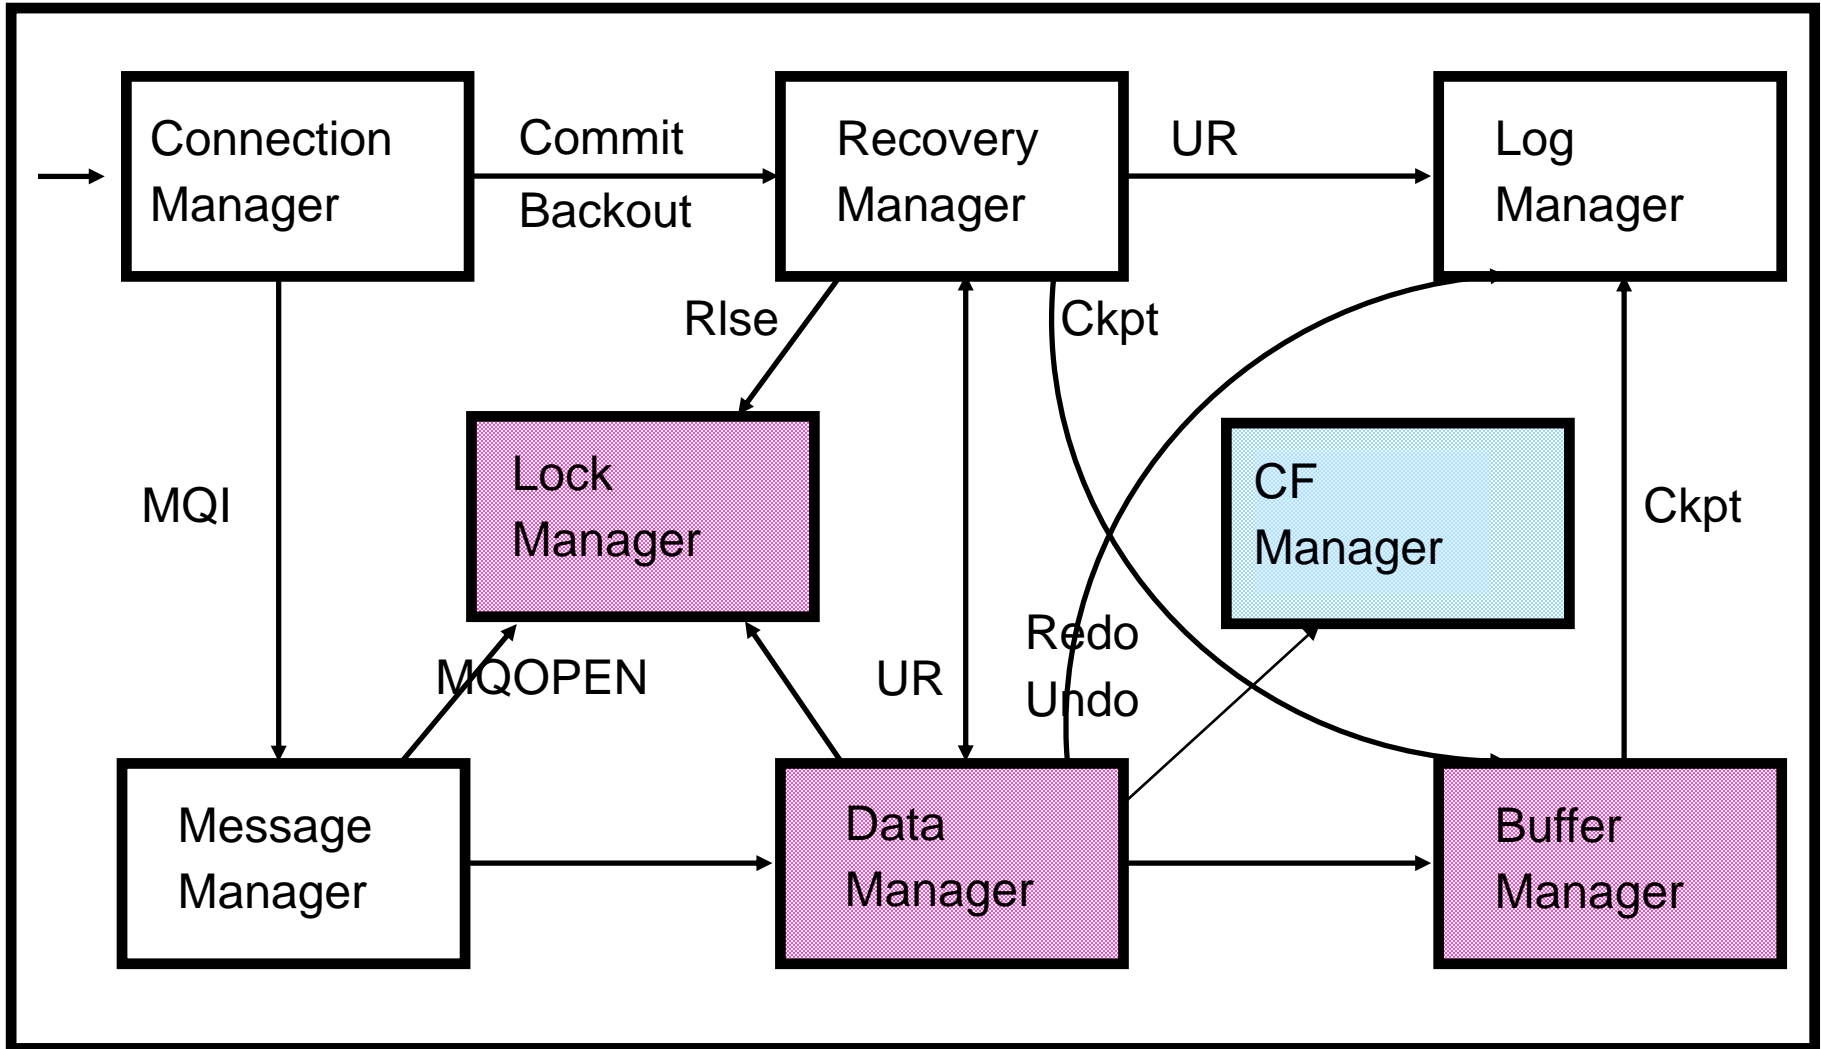 Connection
Manager
Commit
Backout
Recovery
Manager
UR
Log
Manager
Rlse
Ckpt
MQI
Lock
Manager
CF
Manager
Ckpt
MQOPEN
UR
Redo
Undo
Message
Manager
Data
Manager
Buffer
Manager